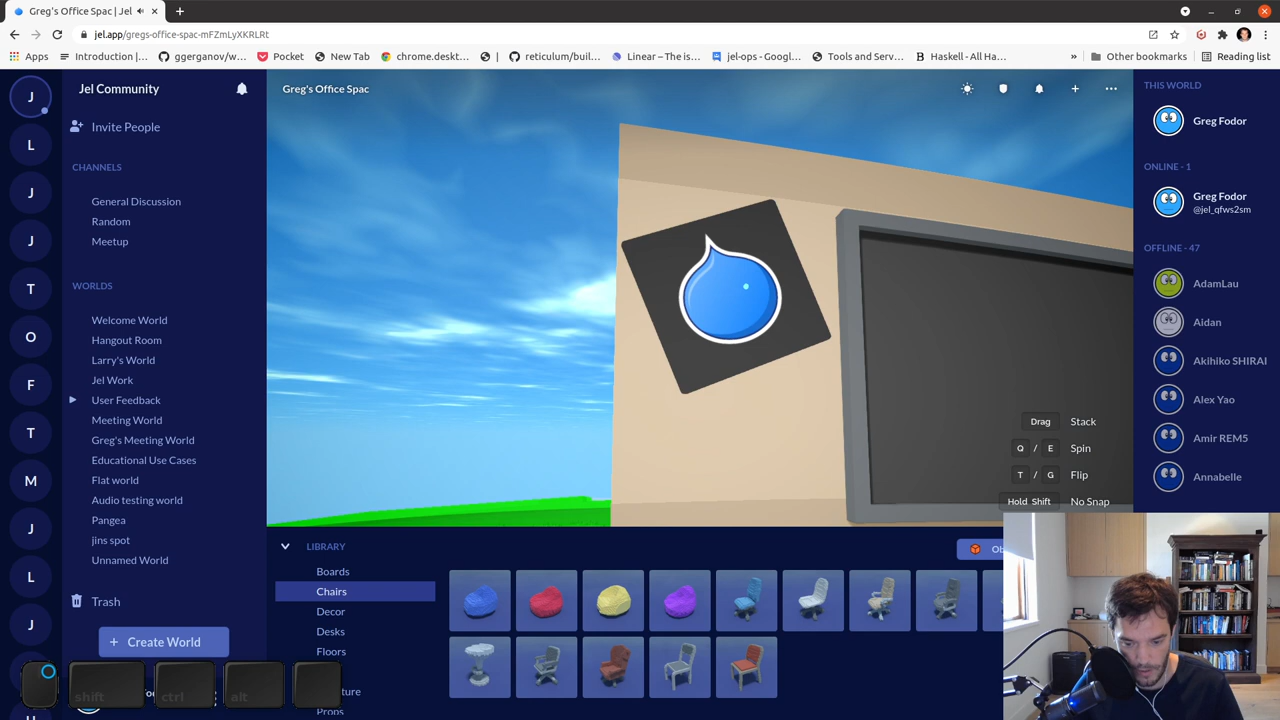 Greg's Office Spac | Jel
jel.app/gregs-office-spac-mFZmLyXKRLRt
Apps
Introduction |...
ggerganov/w...
Pocket
New Tab
chrome.deskt...
|
reticulum/buil...
Linear – The is...
jel-ops - Googl...
Tools and Serv...
Haskell - All Ha...
»
Other bookmarks
Reading list
J
L
J
J
T
O
F
T
M
J
L
J
Jel Community
Invite People
CHANNELS
General Discussion
Random
Meetup
WORLDS
Welcome World
Hangout Room
Larry's World
Jel Work
User Feedback
Meeting World
Greg's Meeting World
Educational Use Cases
Flat world
Audio testing world
Pangea
jins spot
Unnamed World
Trash
+ Create World
shift
ctrl
alt
Greg's Office Spac
Drag Stack
Q / E Spin
T / G Flip
Hold Shift No Snap
LIBRARY
Boards
Chairs
Decor
Desks
Floors
Props
THIS WORLD
Greg Fodor
ONLINE - 1
Greg Fodor
@jel_qfws2sm
OFFLINE - 47
AdamLau
Aidan
Akihiko SHIRAI
Alex Yao
Amir REM5
Annabelle